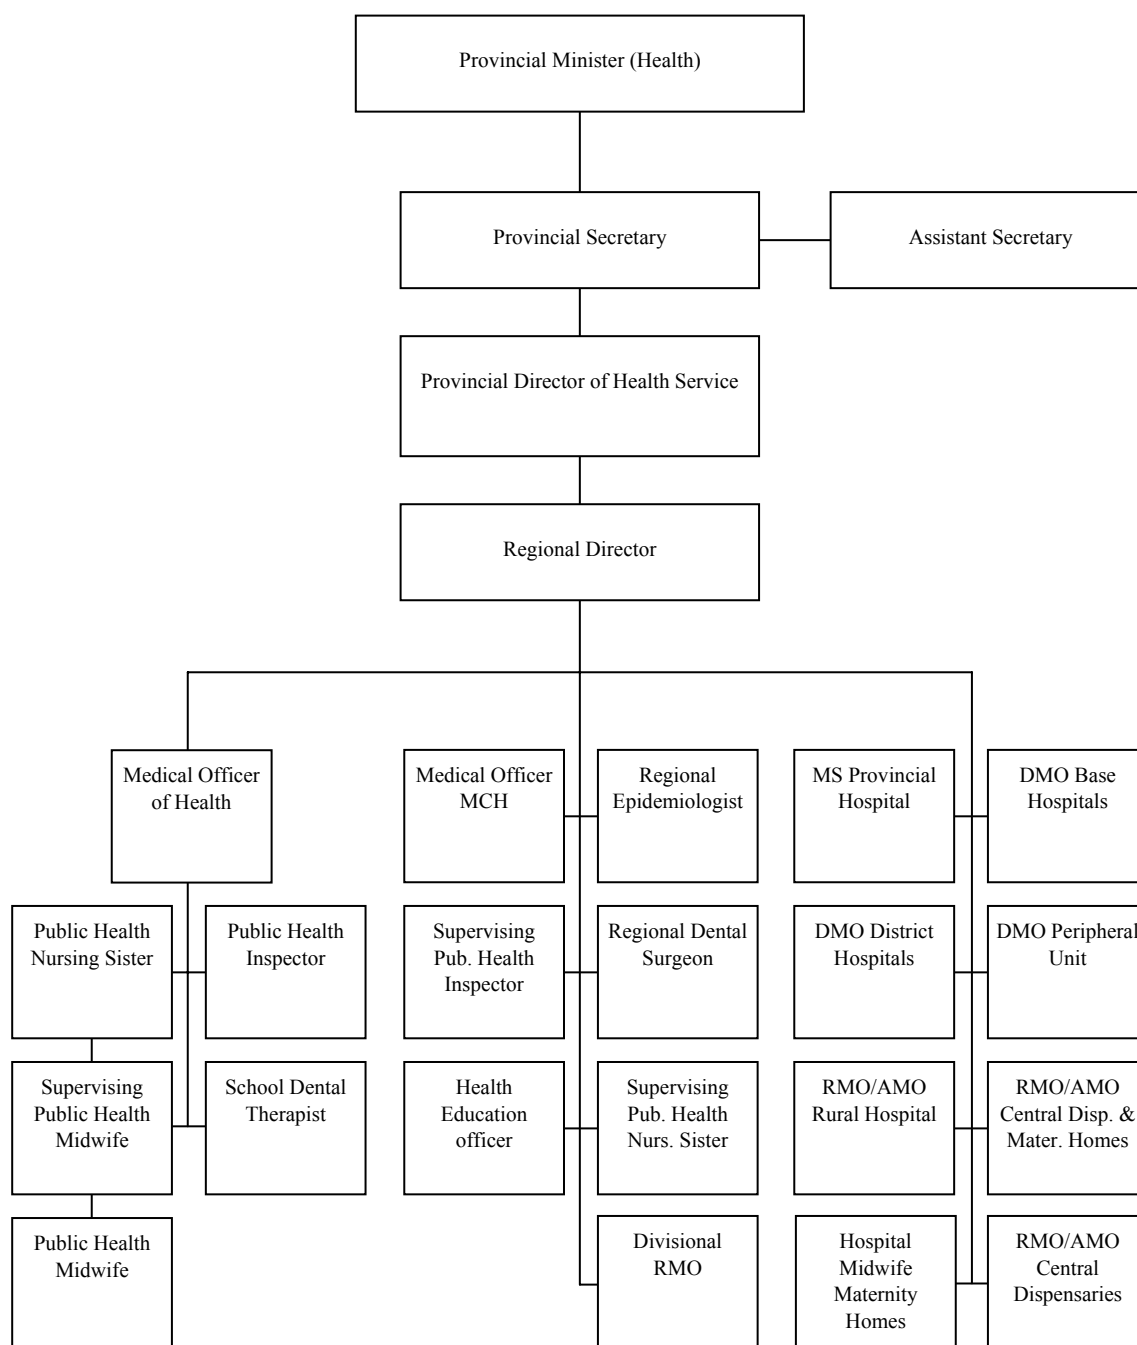 Provincial Minister (Health)
Provincial Secretary
Assistant Secretary
Provincial Director of Health Service
Regional Director
Medical Officer
of Health
Medical Officer
MCH
Regional
Epidemiologist
MS Provincial
Hospital
DMO Base
Hospitals
Public Health
Nursing Sister
Public Health
Inspector
Supervising
Pub. Health
Inspector
Regional Dental
Surgeon
DMO District
Hospitals
DMO Peripheral
Unit
Supervising
Public Health
Midwife
School Dental
Therapist
Health
Education
officer
Supervising
Pub. Health
Nurs. Sister
RMO/AMO
Rural Hospital
RMO/AMO
Central Disp. &
Mater. Homes
Public Health
Midwife
Divisional
RMO
Hospital
Midwife
Maternity
Homes
RMO/AMO
Central
Dispensaries